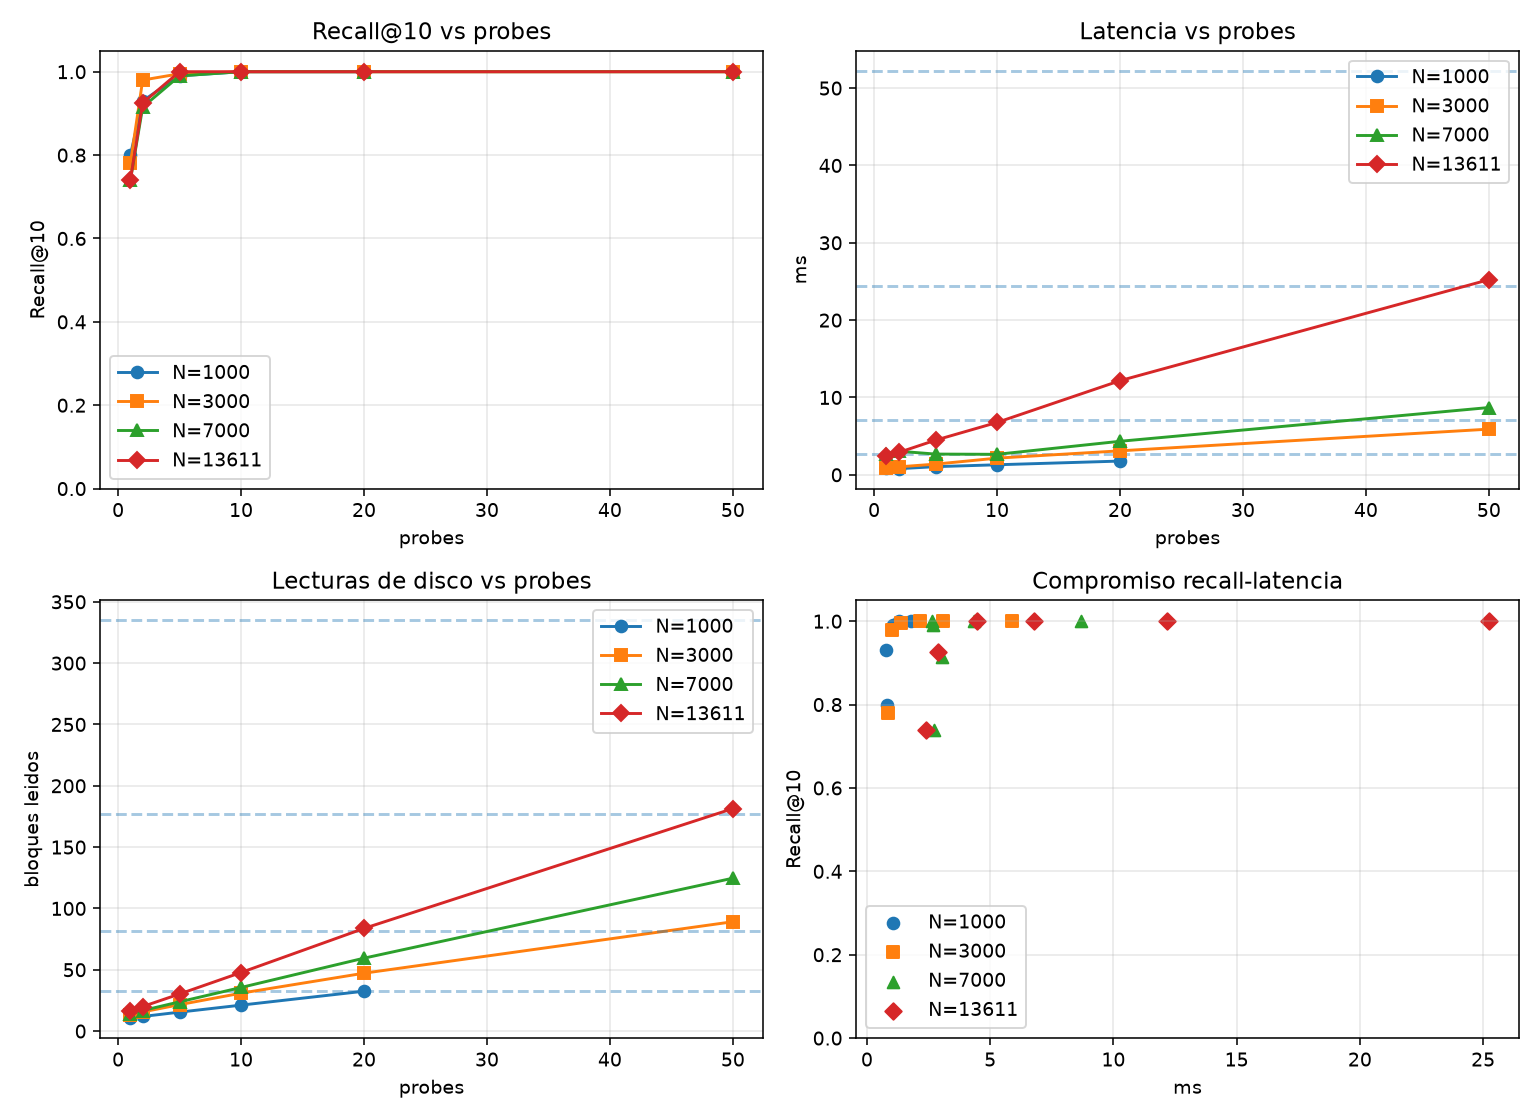 Recall@10 vs probes
1.0
0.8
0.6
0.4
0.2
0.0
Recall@10
0
10
20
30
40
50
probes
N=1000
N=3000
N=7000
N=13611
Latencia vs probes
50
40
30
20
10
0
ms
0
10
20
30
40
50
probes
N=1000
N=3000
N=7000
N=13611
Lecturas de disco vs probes
350
300
250
200
150
100
50
0
bloques leidos
0
10
20
30
40
50
probes
N=1000
N=3000
N=7000
N=13611
Compromiso recall-latencia
1.0
0.8
0.6
0.4
0.2
0.0
Recall@10
0
5
10
15
20
25
ms
N=1000
N=3000
N=7000
N=13611